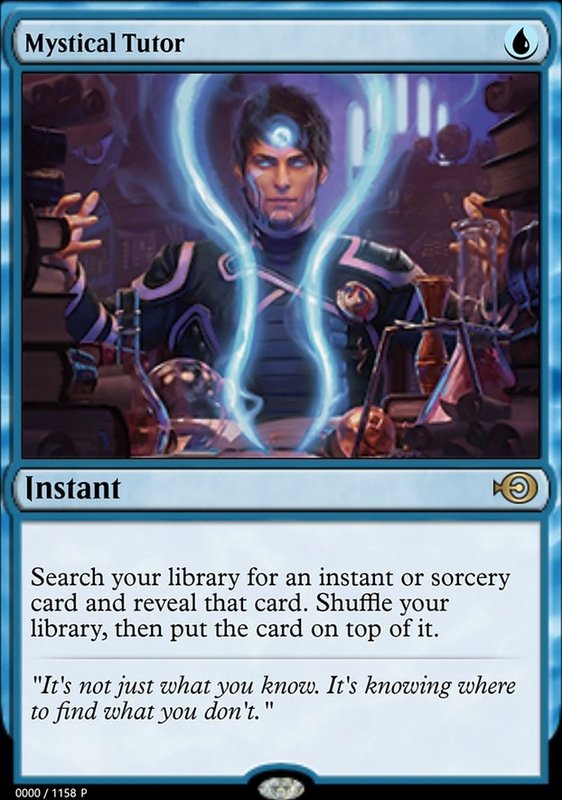 Mystical Tutor
Instant
Search your library for an instant or sorcery
card and reveal that card. Shuffle your
library, then put the card on top of it.
"It's not just what you know. It's knowing where
to find what you don't."
0000 / 1158 P